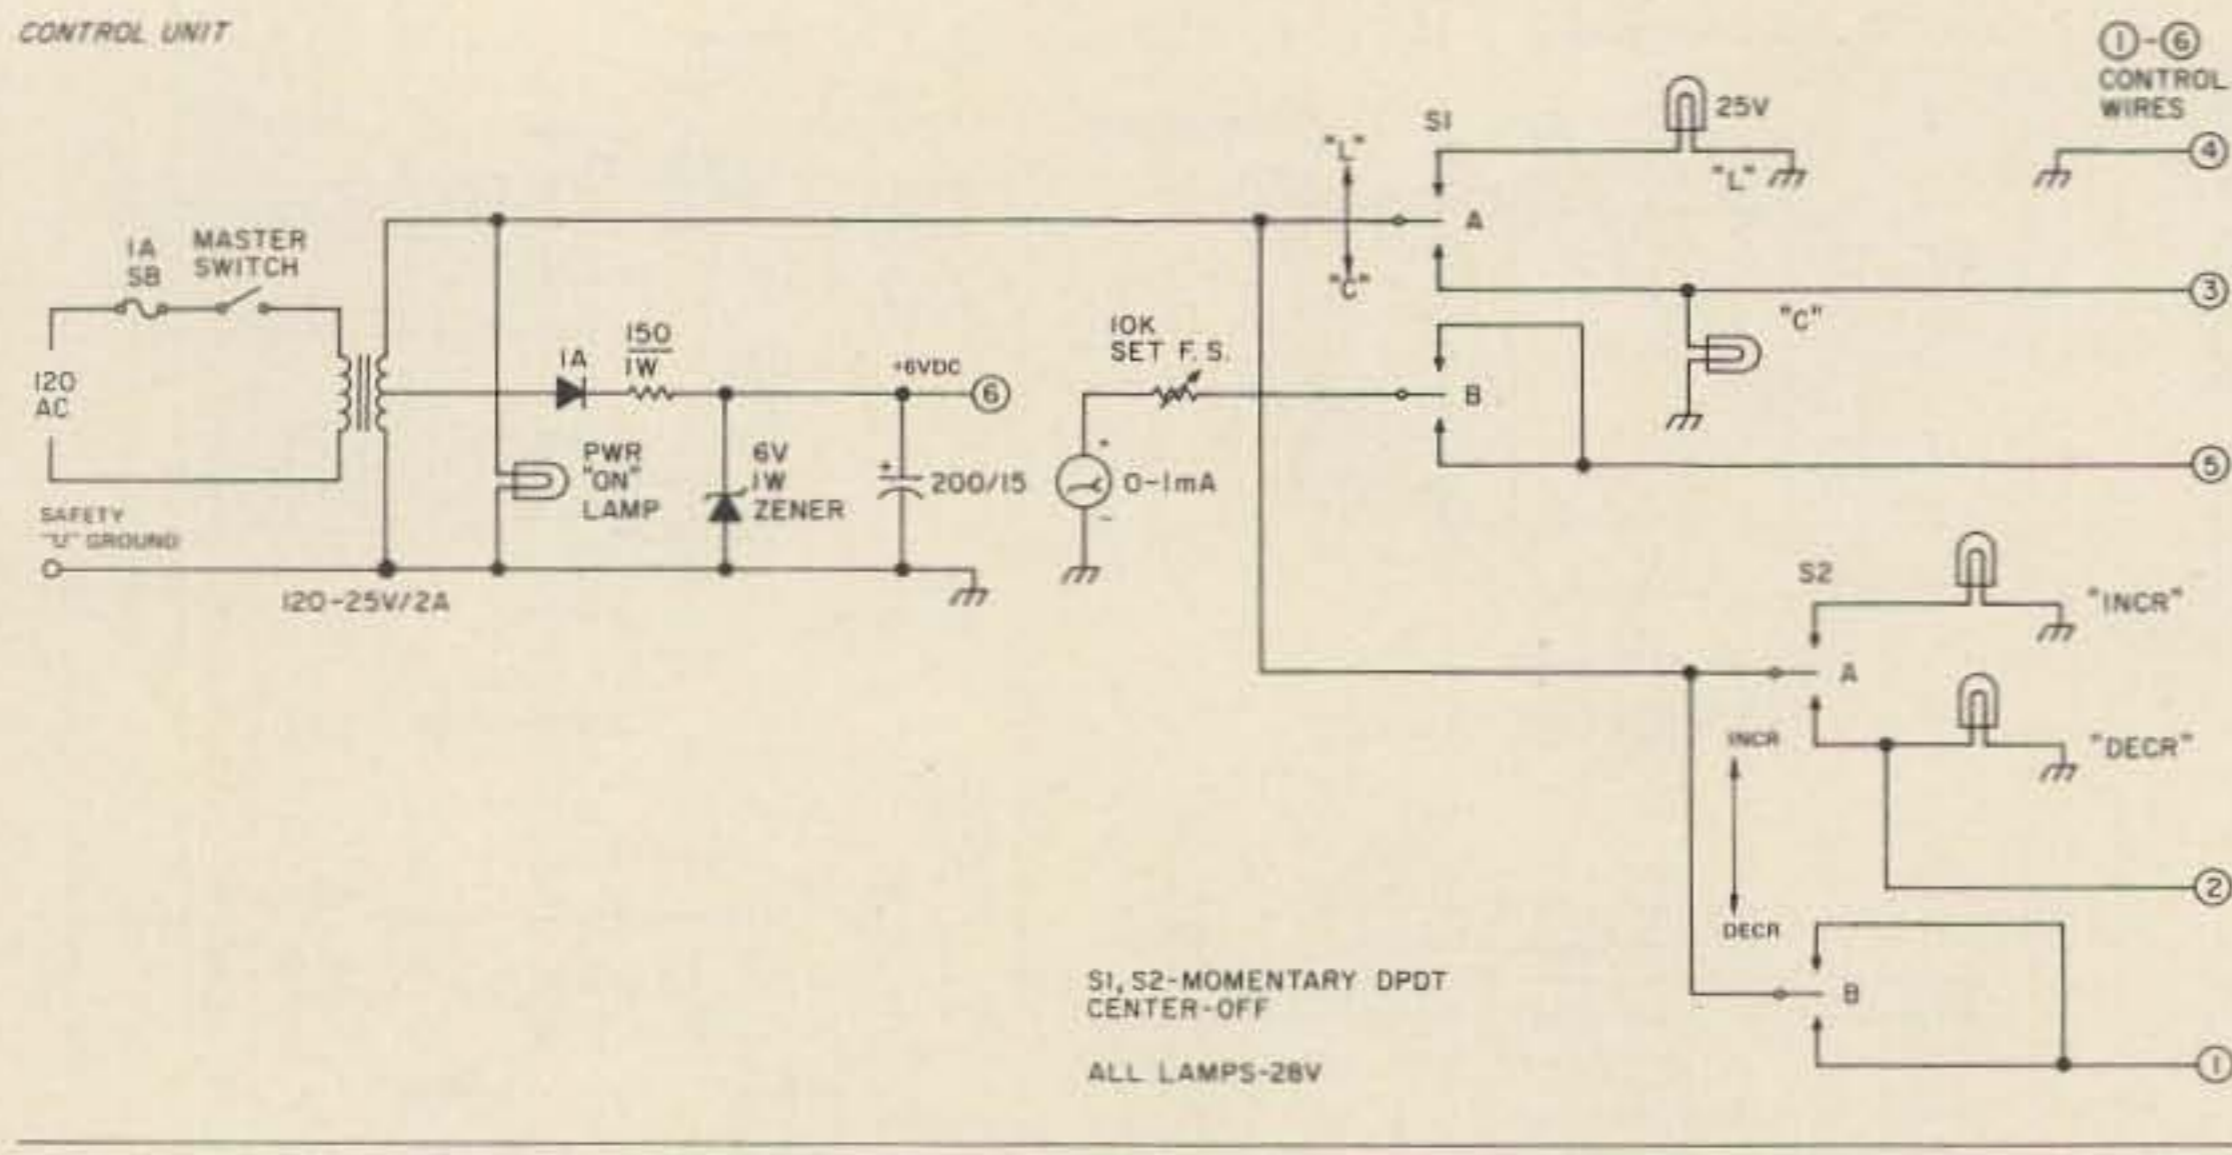 CONTROL UNIT
①-⑥
CONTROL
WIRES
25V
S1
"L"
"L"
④
A
1A
SB
MASTER
SWITCH
"C"
③
"C"
10K
SET F.S.
150
1W
1A
+6VDC
⑥
B
120
AC
PWR
"ON"
LAMP
6V
1W
ZENER
+
200/15
+
0-1mA
-
⑤
SAFETY
"U" GROUND
120-25V/2A
S2
"INCR"
A
INCR
"DECR"
②
DECR
B
S1, S2-MOMENTARY DPDT
CENTER-OFF
ALL LAMPS-28V
①